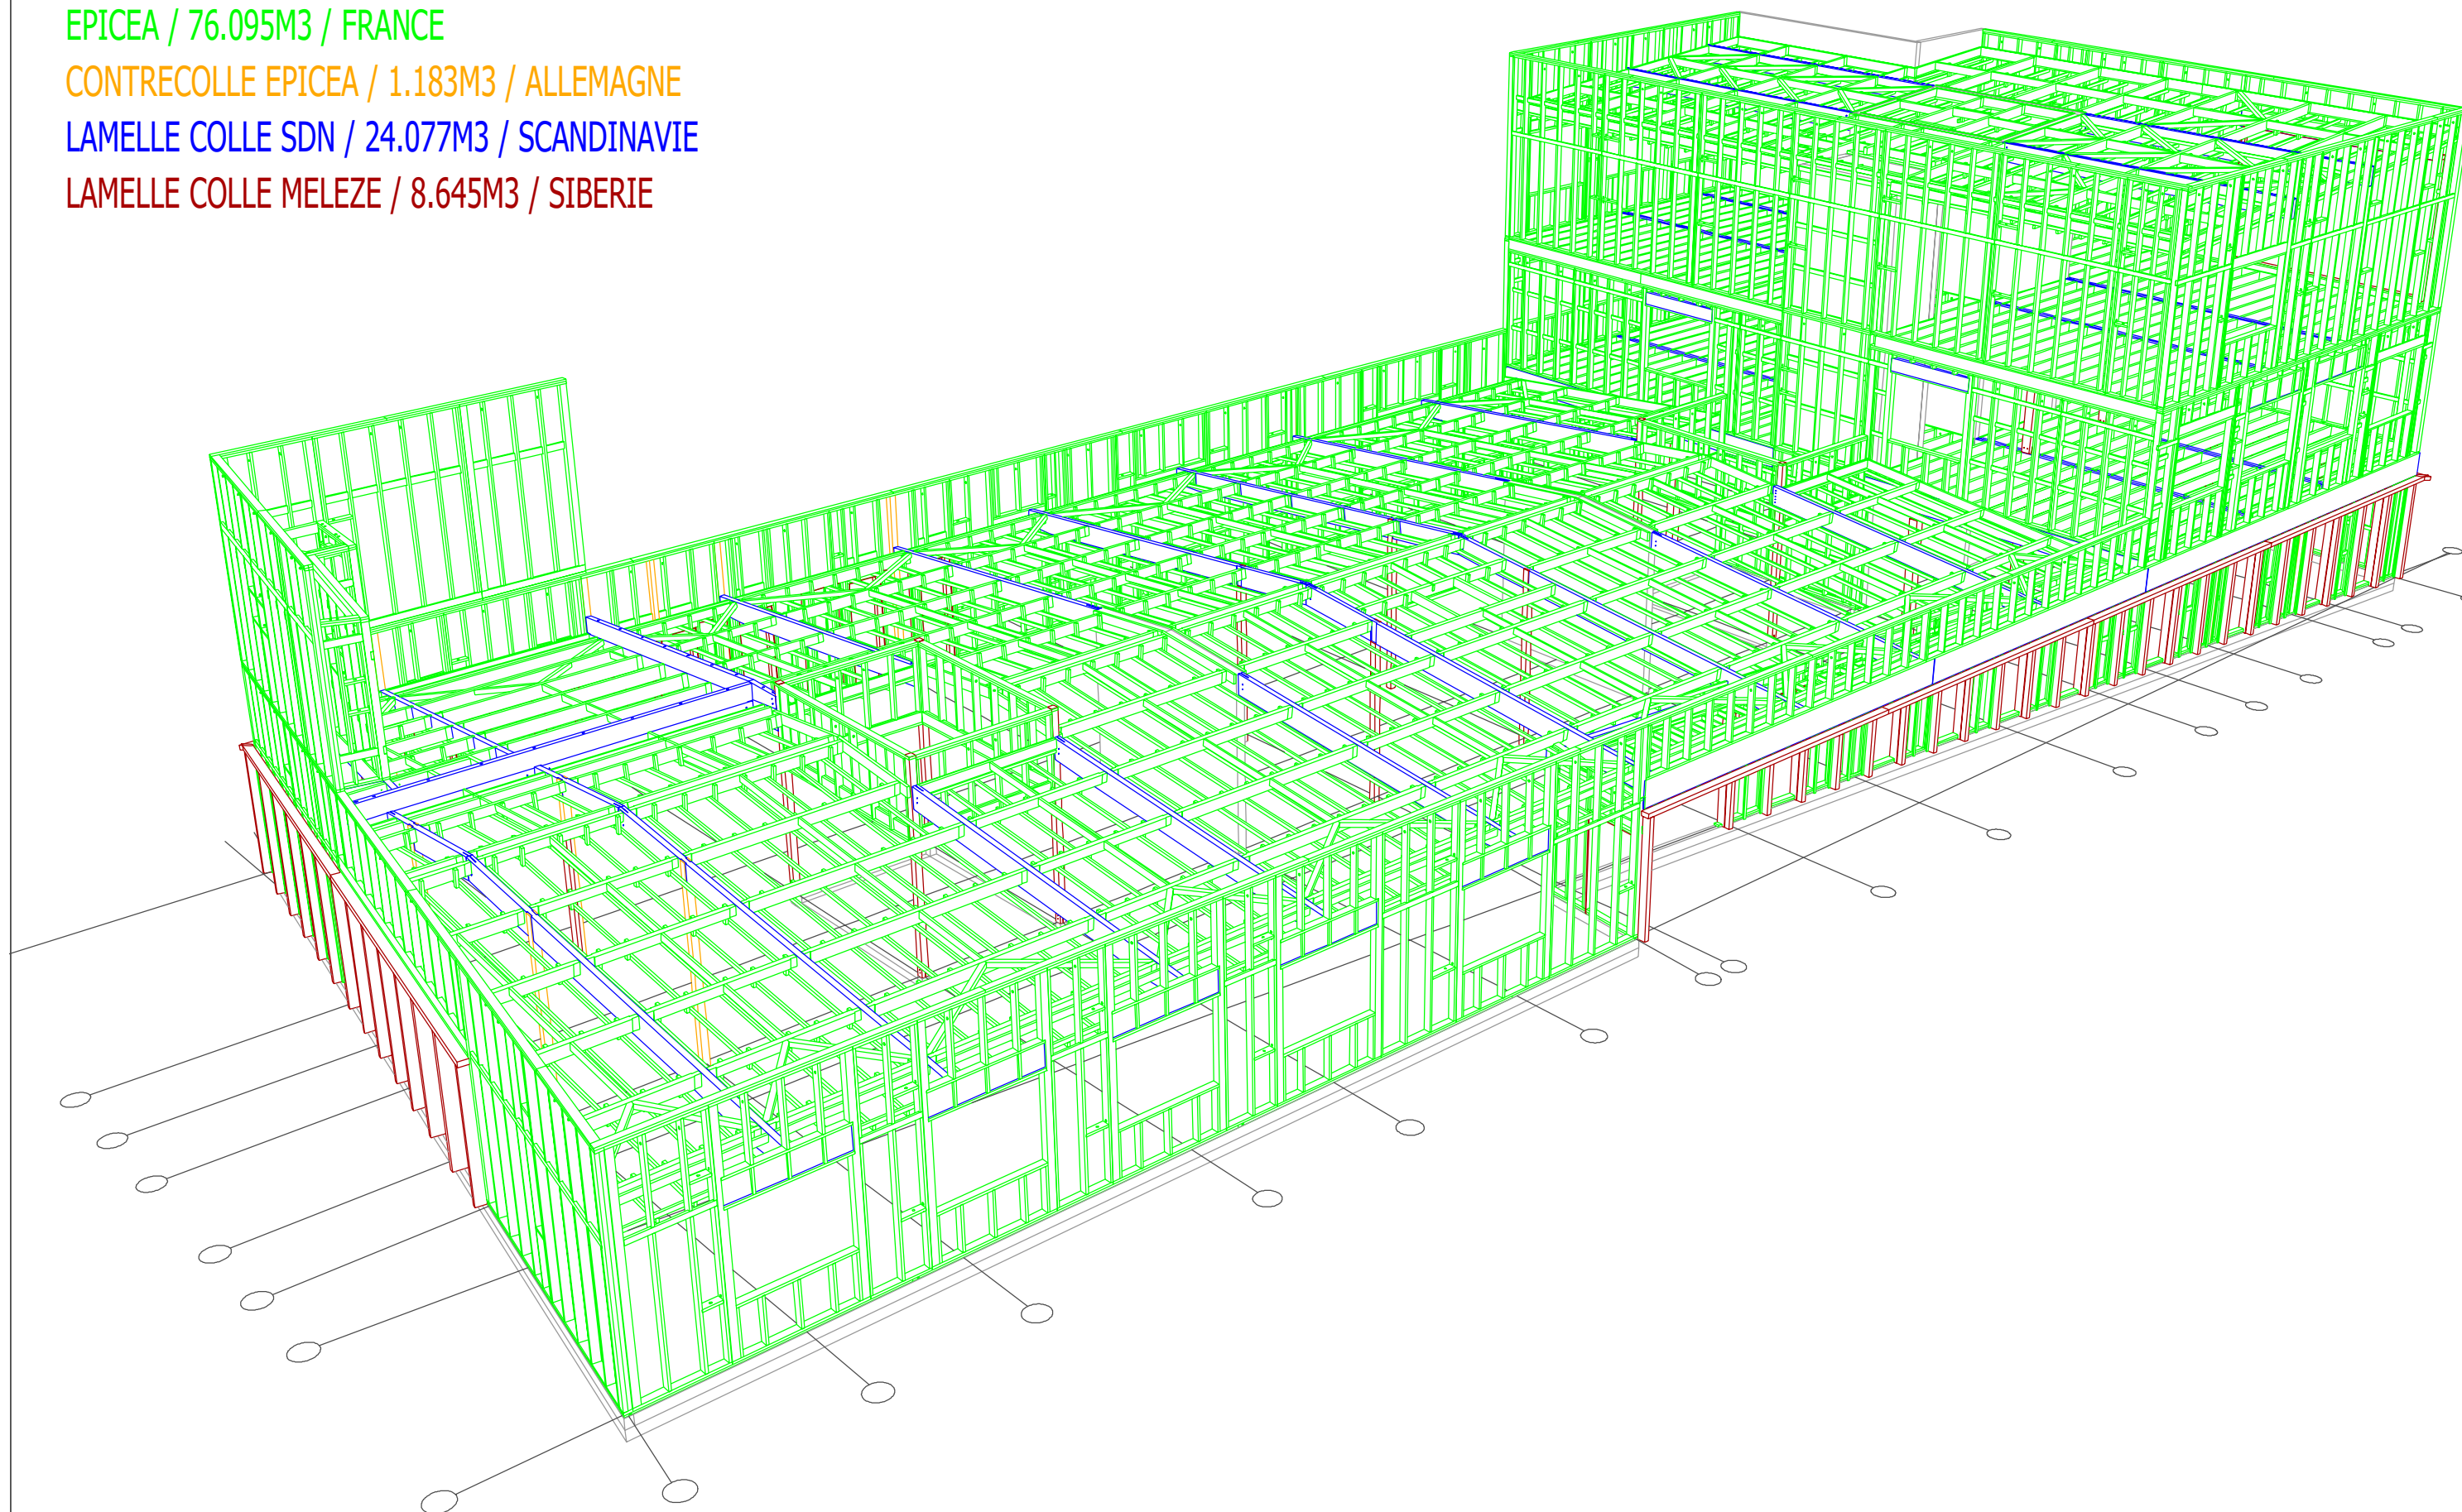 EPICEA / 76.095M3 / FRANCE
CONTRECOLLE EPICEA / 1.183M3 / ALLEMAGNE
LAMELLE COLLE SDN / 24.077M3 / SCANDINAVIE
LAMELLE COLLE MELEZE / 8.645M3 / SIBERIE